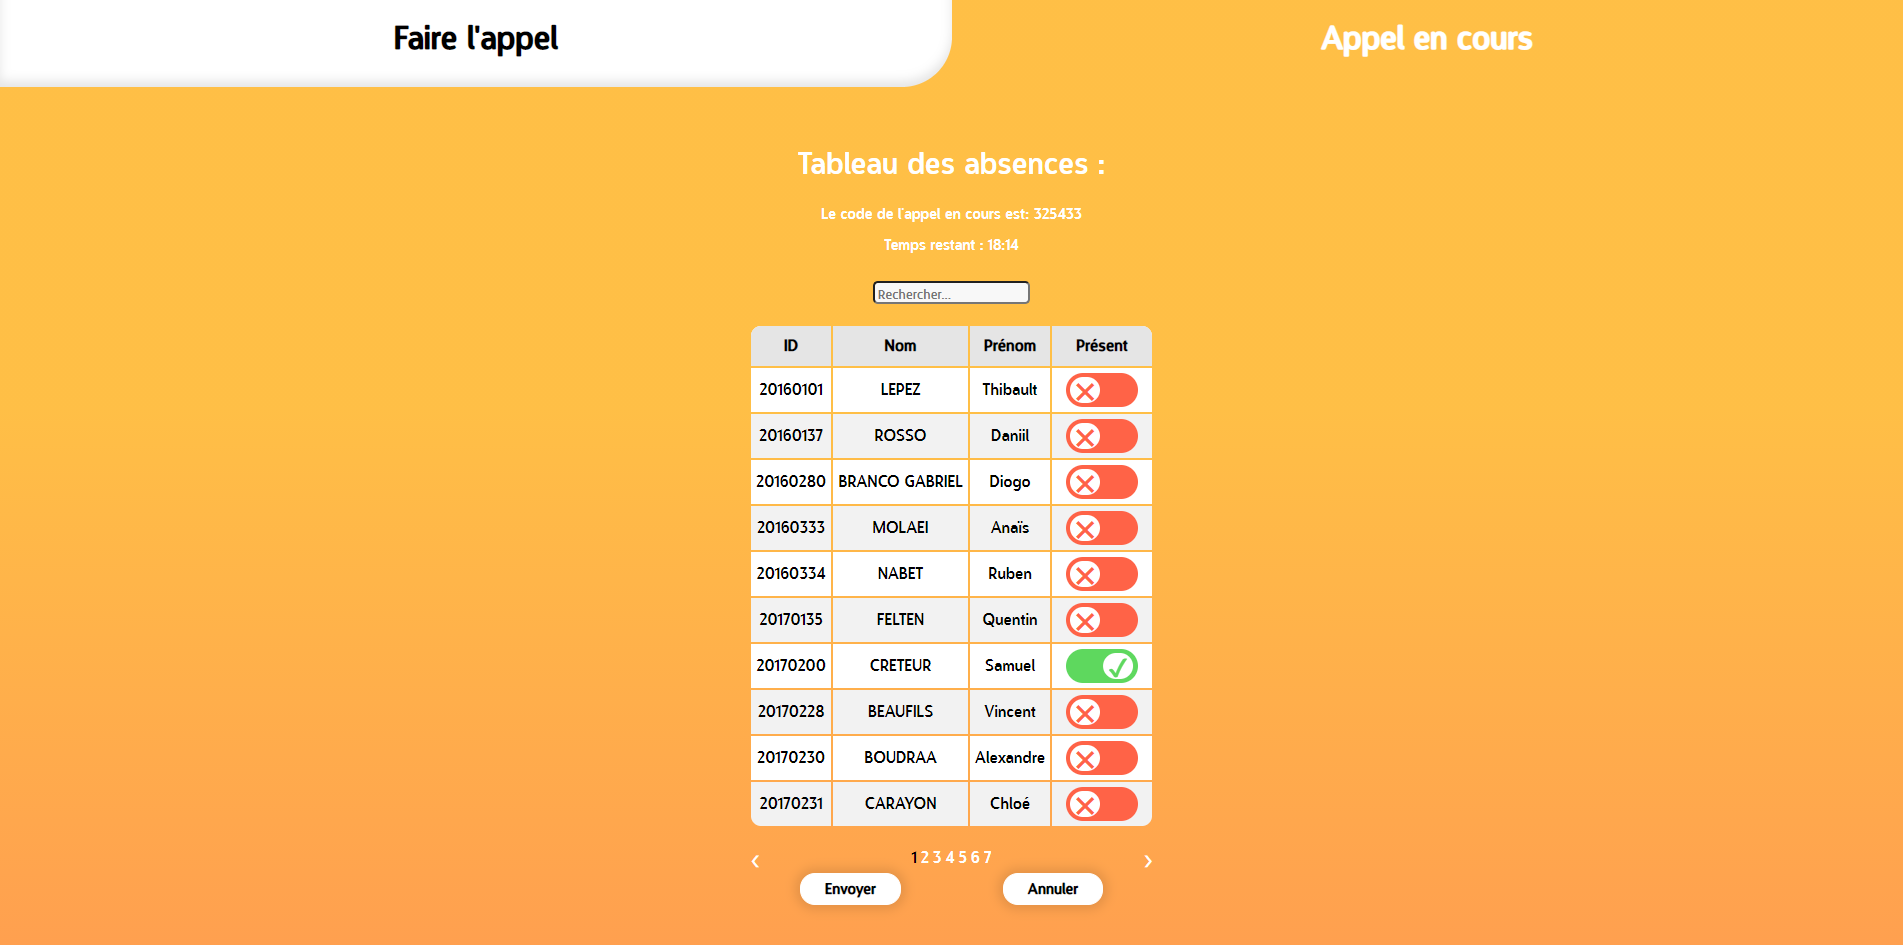 Faire l'appel
Appel en cours
Tableau des absences :
Le code de l'appel en cours est: 325433
Temps restant : 18:14
Rechercher...
ID Nom Prénom Présent
20160101 LEPEZ Thibault
20160137 ROSSO Daniil
20160280 BRANCO GABRIEL Diogo
20160333 MOLAEI Anaïs
20160334 NABET Ruben
20170135 FELTEN Quentin
20170200 CRETEUR Samuel
20170228 BEAUFILS Vincent
20170230 BOUDRAA Alexandre
20170231 CARAYON Chloé
‹ 1 2 3 4 5 6 7 ›
Envoyer Annuler